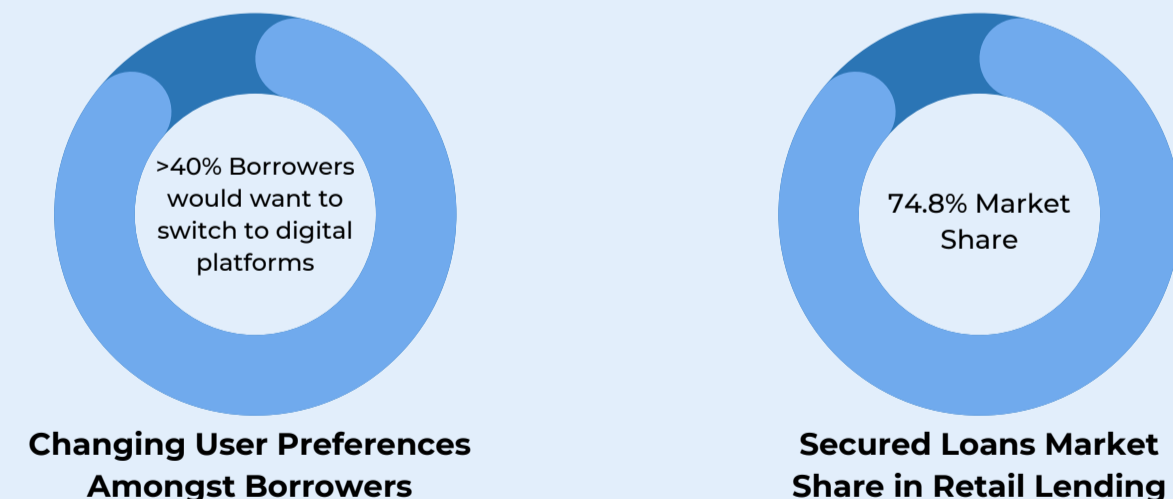 >40% Borrowers
would want to
switch to digital
platforms
Changing User Preferences
Amongst Borrowers
74.8% Market
Share
Secured Loans Market
Share in Retail Lending